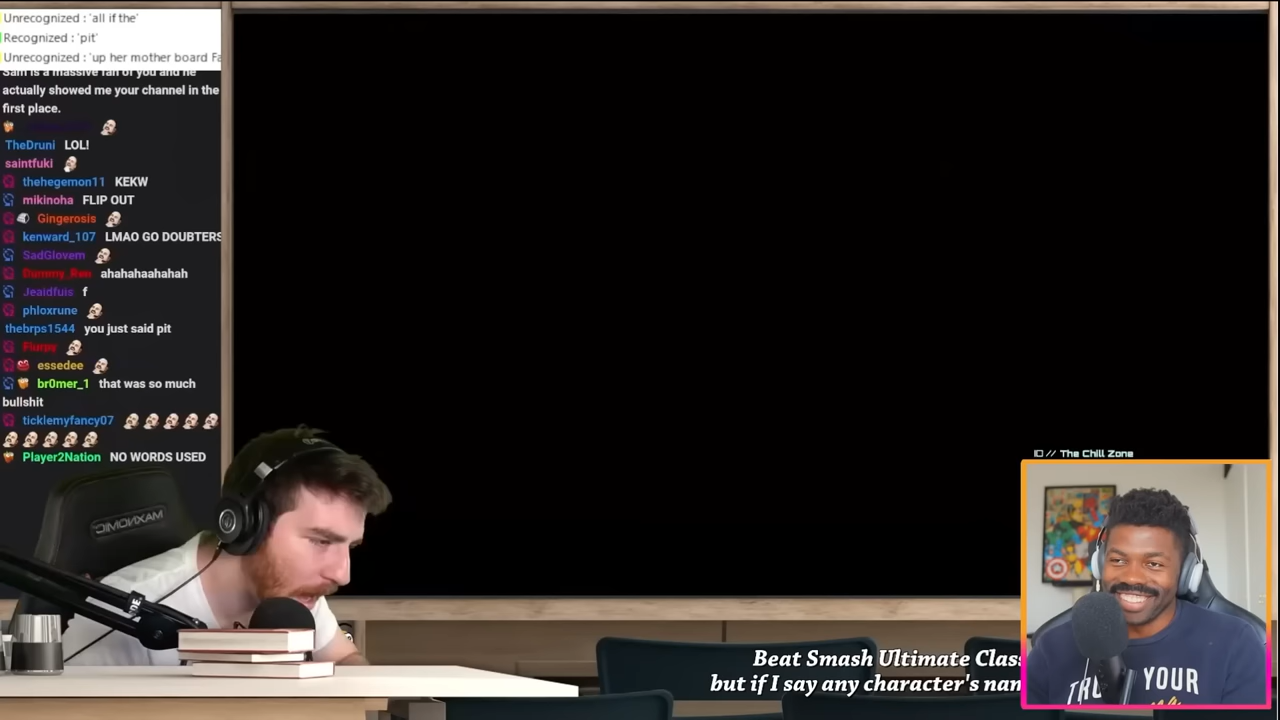 Unrecognized : 'all if the'
Recognized : 'pit'
Unrecognized : 'up her mother board Fa
Sam is a massive fan of you and he
actually showed me your channel in the
first place.
TheDruni LOL!
saintfuki
thehegemon11 KEKW
mikinoha FLIP OUT
Gingerosis
kenward_107 LMAO GO DOUBTERS
SadGlovem
Dummy_Ren ahahahaahahah
Jeaidfuis f
phloxrune
thebrps1544 you just said pit
Flurpy
essedee
br0mer_1 that was so much
bullshit
ticklemyfancy07
Player2Nation NO WORDS USED
MAXNOMIC
// The Chill Zone
YOUR
Beat Smash Ultimate Clas
but if I say any character's nam